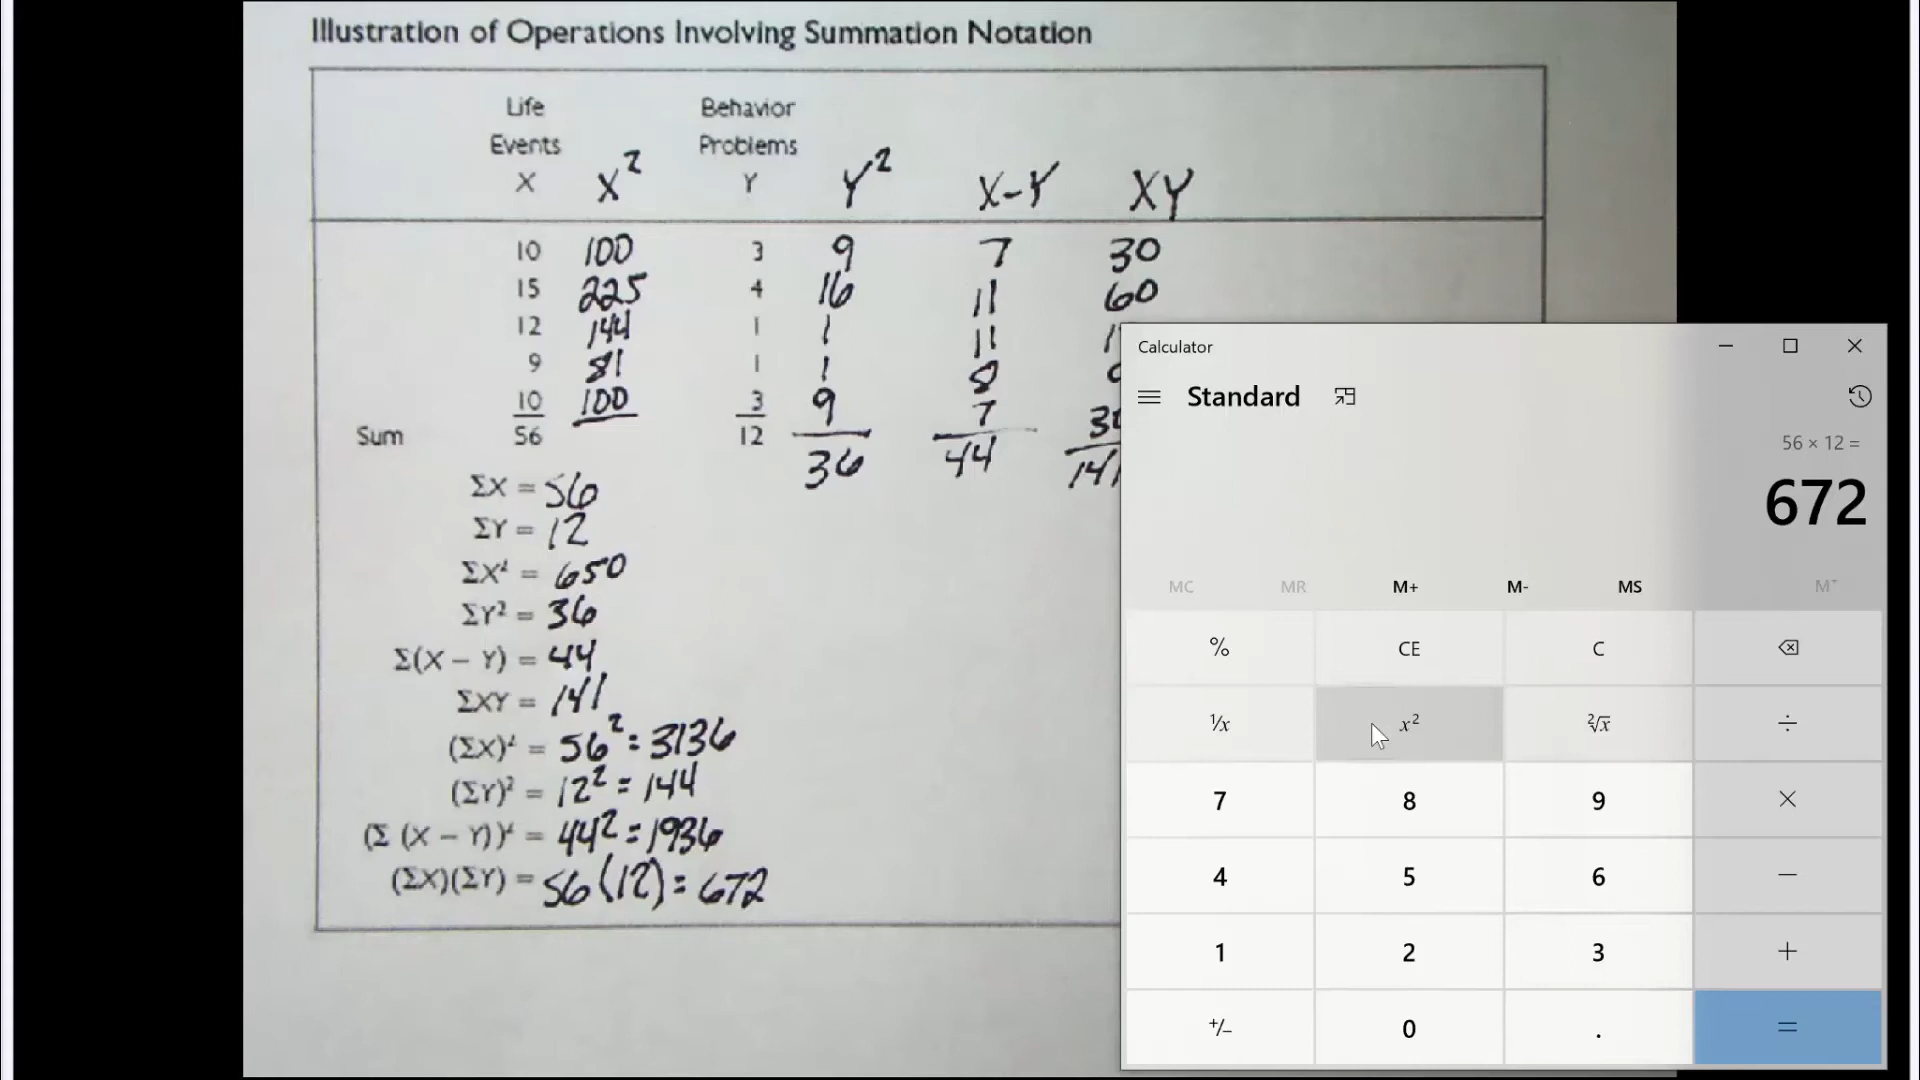 Illustration of Operations Involving Summation Notation
Life Behavior
Events Problems
X X² Y Y² X-Y XY
10 100 3 9 7 30
15 225 4 16 11 60
12 144 1 1 11
9 81 1 1 8
10 100 3 9 7
Sum 56 12 36 44 141
ΣX = 56
ΣY = 12
ΣX² = 650
ΣY² = 36
Σ(X − Y) = 44
ΣXY = 141
(ΣX)² = 56² = 3136
(ΣY)² = 12² = 144
(Σ (X − Y))² = 44² = 1936
(ΣX)(ΣY) = 56(12) = 672
Calculator
Standard
56 × 12 =
672
MC MR M+ M- MS M˅
% CE C
⅟x x² ²√x ÷
7 8 9 ×
4 5 6 −
1 2 3 +
+/− 0 . =